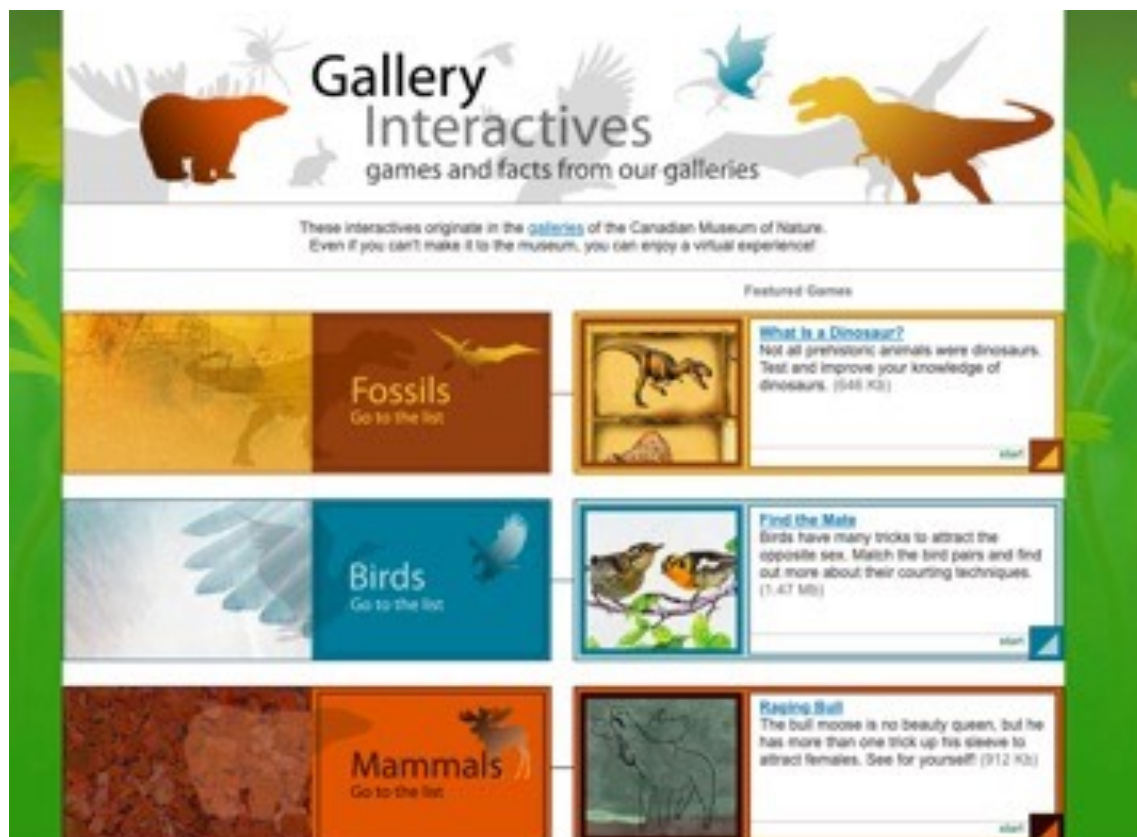 Gallery
Interactives
games and facts from our galleries
These interactives originate in the galleries of the Canadian Museum of Nature.
Even if you can't make it to the museum, you can enjoy a virtual experience!
Featured Games
Fossils
Go to the list
What Is a Dinosaur?
Not all prehistoric animals were dinosaurs.
Test and improve your knowledge of
dinosaurs. (646 Kb)
start
Birds
Go to the list
Find the Mate
Birds have many tricks to attract the
opposite sex. Match the bird pairs and find
out more about their courting techniques.
(1.47 Mb)
start
Mammals
Go to the list
Raging Bull
The bull moose is no beauty queen, but he
has more than one trick up his sleeve to
attract females. See for yourself! (912 Kb)
start